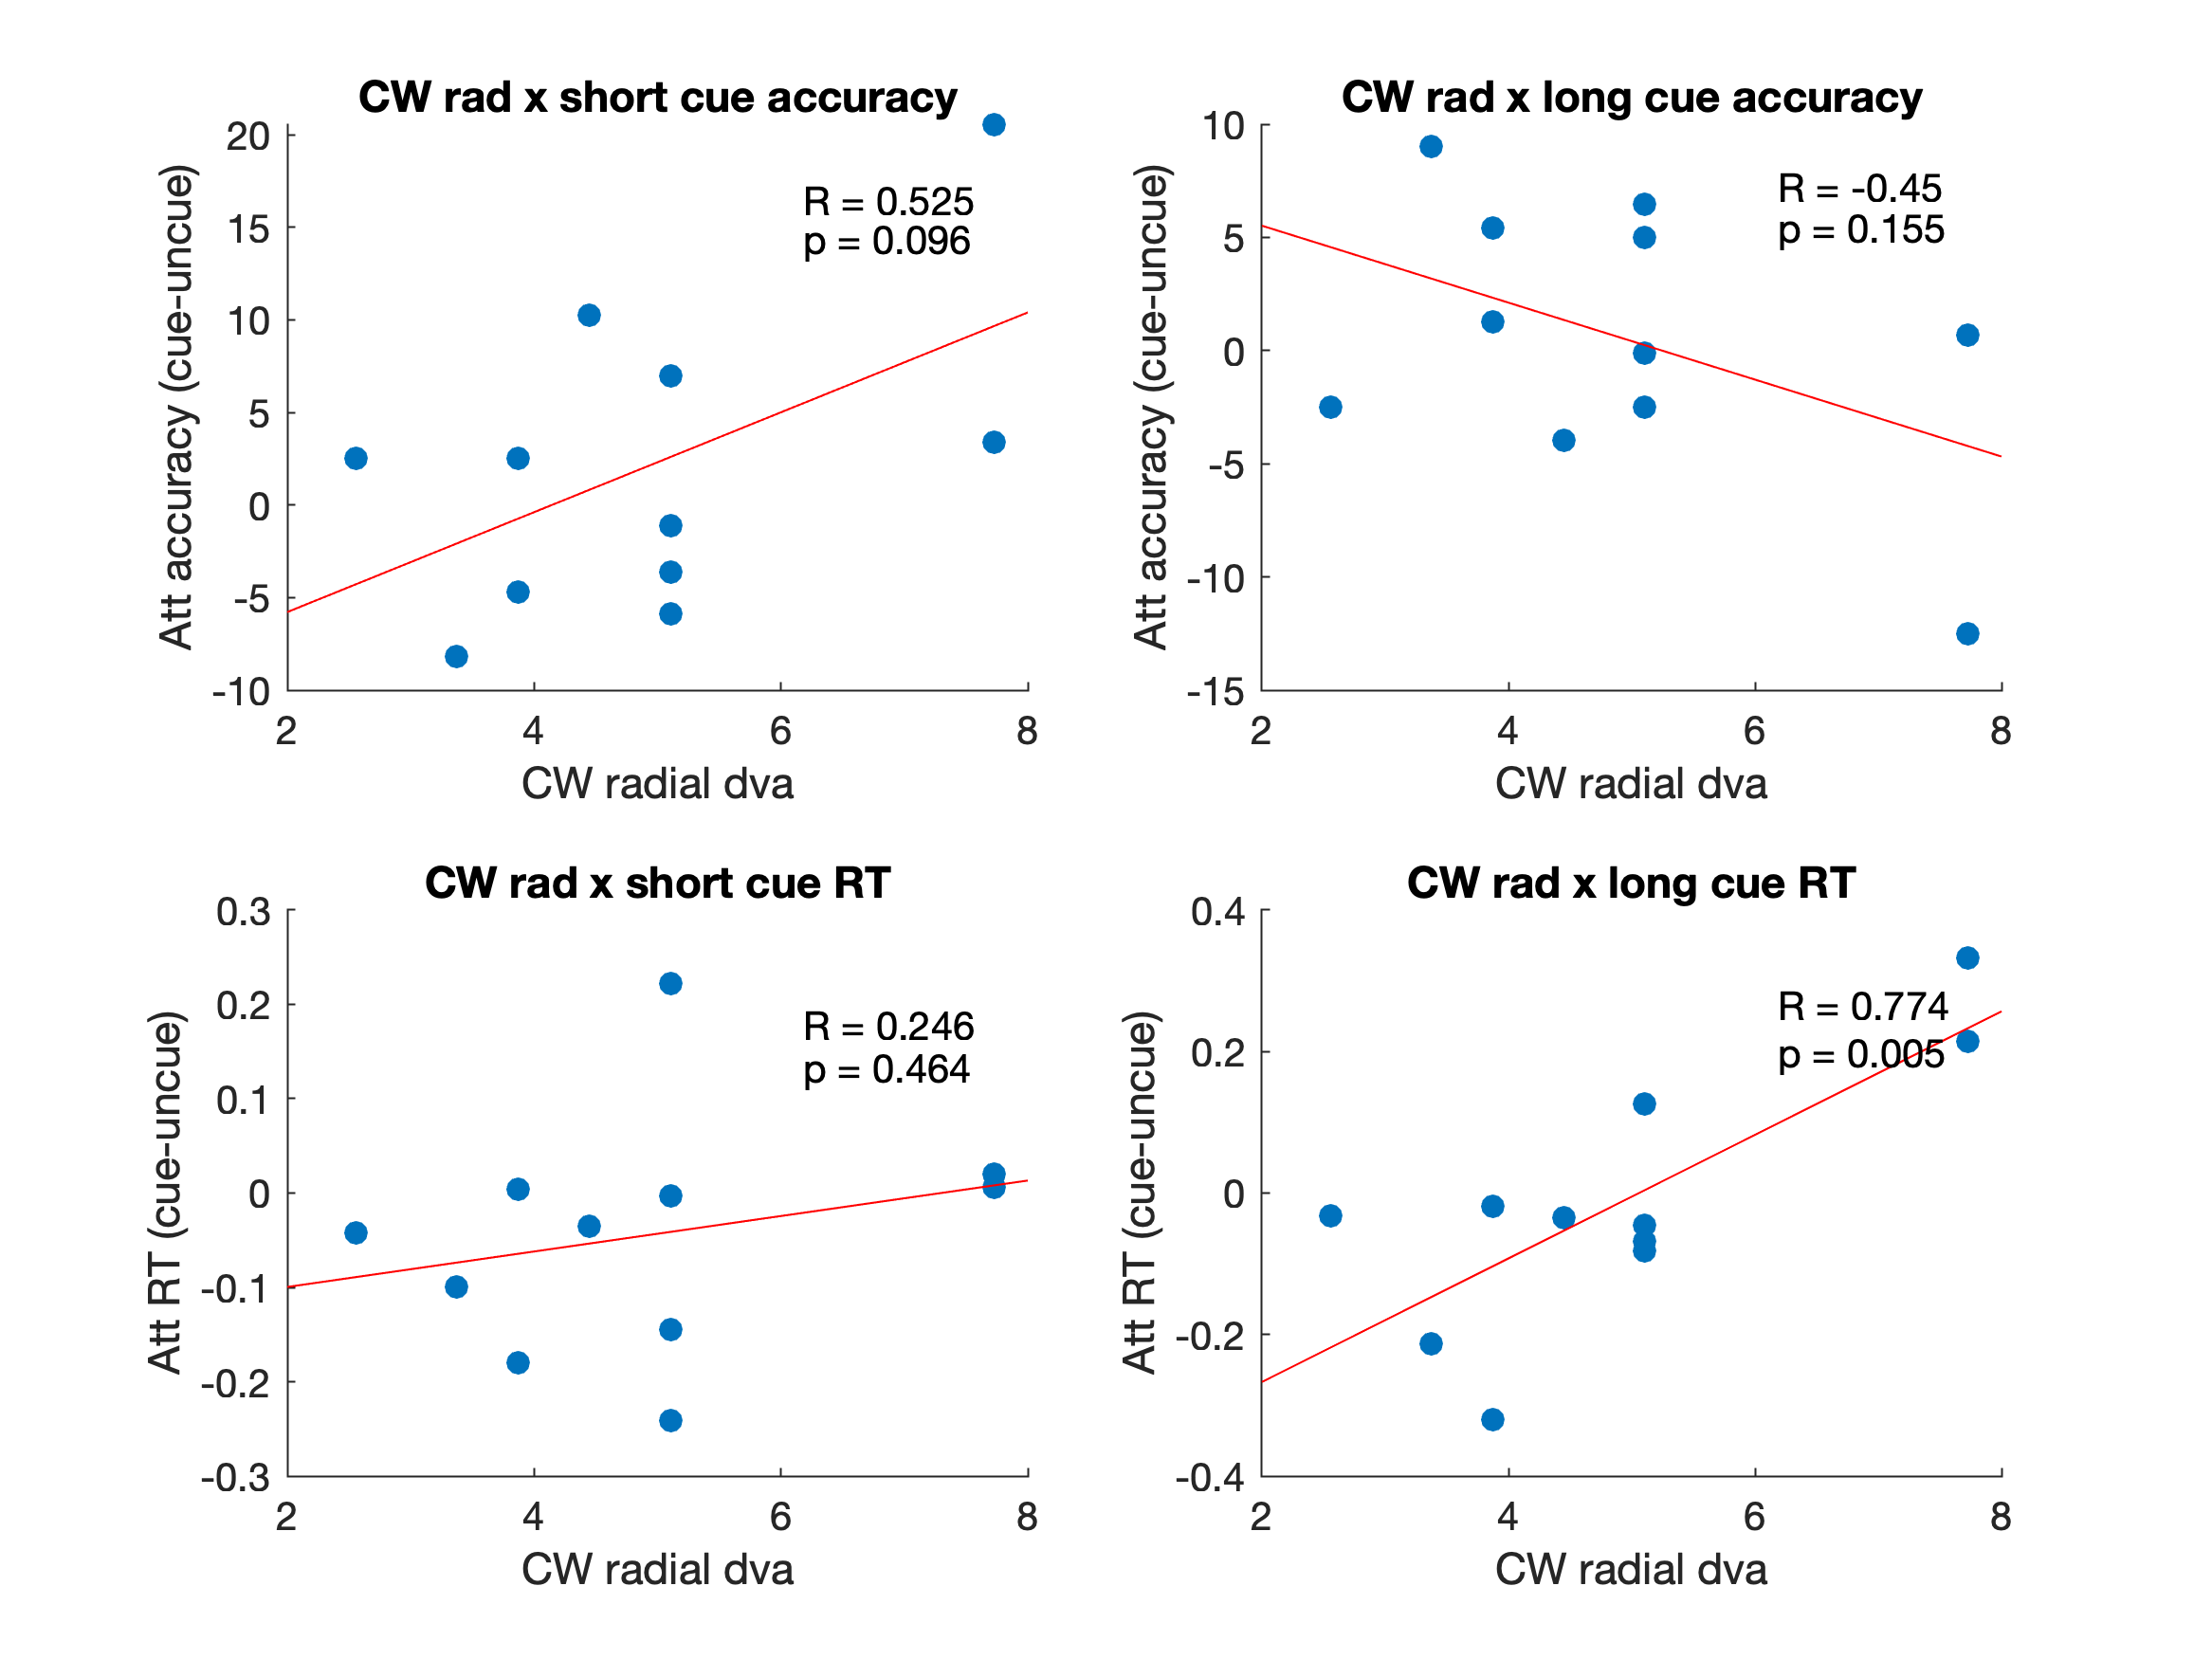 CW rad x short cue accuracy
20
15
10
5
0
-5
-10
2 4 6 8
Att accuracy (cue-uncue)
CW radial dva
R = 0.525
p = 0.096
CW rad x long cue accuracy
10
5
0
-5
-10
-15
2 4 6 8
Att accuracy (cue-uncue)
CW radial dva
R = -0.45
p = 0.155
CW rad x short cue RT
0.3
0.2
0.1
0
-0.1
-0.2
-0.3
2 4 6 8
Att RT (cue-uncue)
CW radial dva
R = 0.246
p = 0.464
CW rad x long cue RT
0.4
0.2
0
-0.2
-0.4
2 4 6 8
Att RT (cue-uncue)
CW radial dva
R = 0.774
p = 0.005